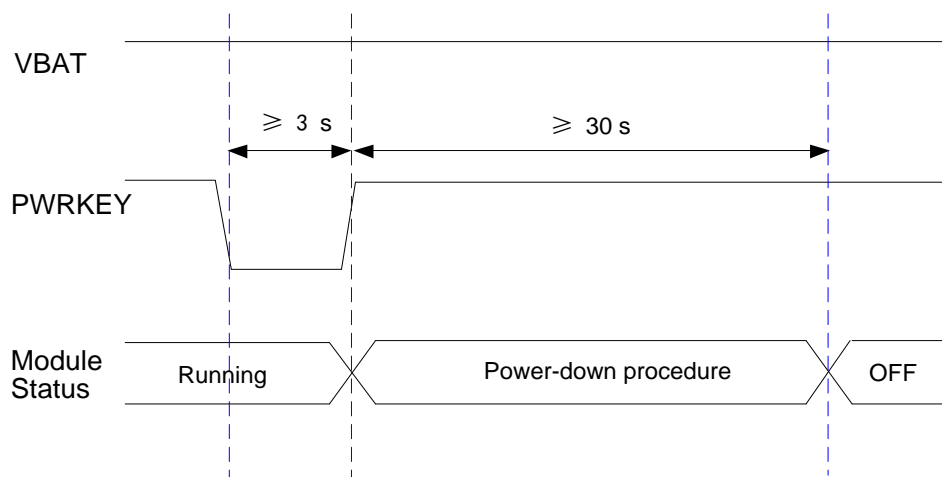 VBAT
≥ 3 s
≥ 30 s
PWRKEY
Module
Status
Running
Power-down procedure
OFF